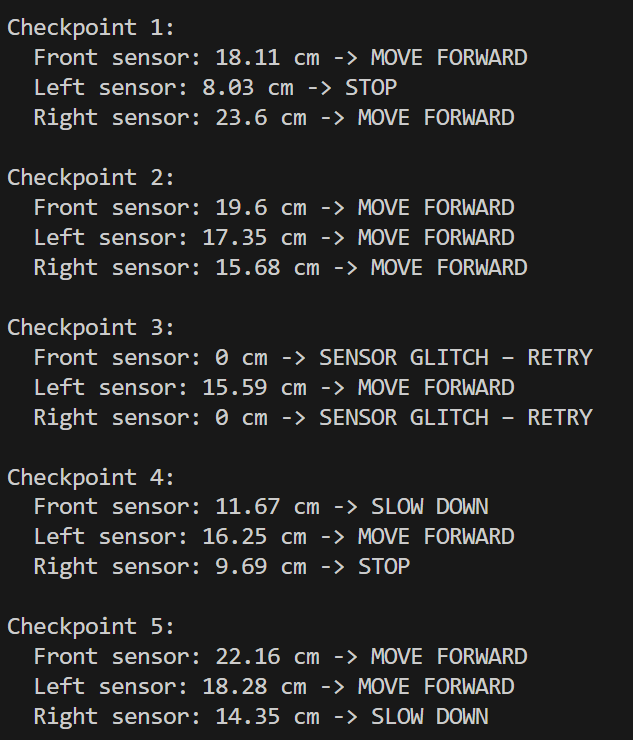 Checkpoint 1:
  Front sensor: 18.11 cm -> MOVE FORWARD
  Left sensor: 8.03 cm -> STOP
  Right sensor: 23.6 cm -> MOVE FORWARD

Checkpoint 2:
  Front sensor: 19.6 cm -> MOVE FORWARD
  Left sensor: 17.35 cm -> MOVE FORWARD
  Right sensor: 15.68 cm -> MOVE FORWARD

Checkpoint 3:
  Front sensor: 0 cm -> SENSOR GLITCH – RETRY
  Left sensor: 15.59 cm -> MOVE FORWARD
  Right sensor: 0 cm -> SENSOR GLITCH – RETRY

Checkpoint 4:
  Front sensor: 11.67 cm -> SLOW DOWN
  Left sensor: 16.25 cm -> MOVE FORWARD
  Right sensor: 9.69 cm -> STOP

Checkpoint 5:
  Front sensor: 22.16 cm -> MOVE FORWARD
  Left sensor: 18.28 cm -> MOVE FORWARD
  Right sensor: 14.35 cm -> SLOW DOWN